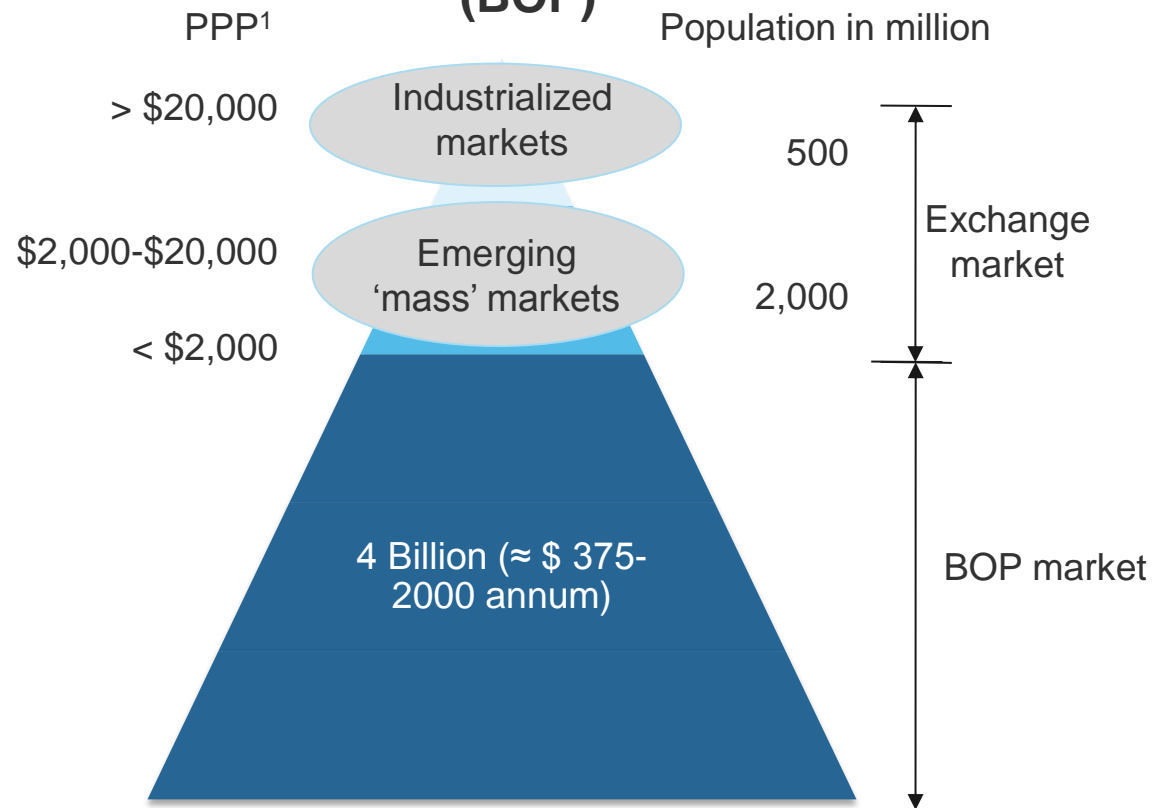 (BOP)
PPP¹
Population in million
> $20,000
Industrialized
markets
500
Exchange
market
$2,000-$20,000
Emerging
‘mass’ markets
2,000
< $2,000
4 Billion (≈ $ 375-
2000 annum)
BOP market